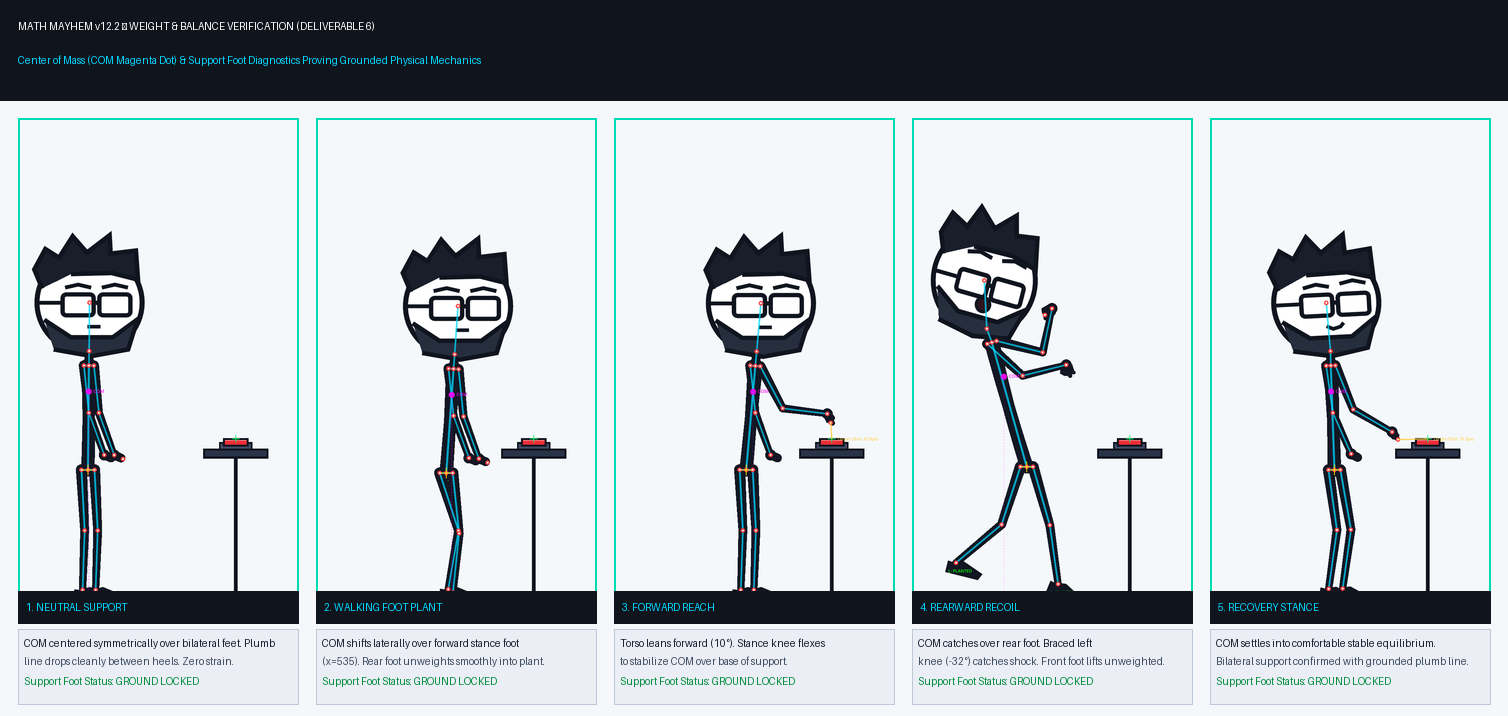 MATH MAYHEM v12.2 WEIGHT & BALANCE VERIFICATION (DELIVERABLE 6)
Center of Mass (COM Magenta Dot) & Support Foot Diagnostics Proving Grounded Physical Mechanics
PLANTED
1. NEUTRAL SUPPORT
COM centered symmetrically over bilateral feet. Plumb
line drops cleanly between heels. Zero strain.
Support Foot Status: GROUND LOCKED
2. WALKING FOOT PLANT
COM shifts laterally over forward stance foot
(x=535). Rear foot unweights smoothly into plant.
Support Foot Status: GROUND LOCKED
3. FORWARD REACH
Torso leans forward (10°). Stance knee flexes
to stabilize COM over base of support.
Support Foot Status: GROUND LOCKED
4. REARWARD RECOIL
COM catches over rear foot. Braced left
knee (-32°) catches shock. Front foot lifts unweighted.
Support Foot Status: GROUND LOCKED
5. RECOVERY STANCE
COM settles into comfortable stable equilibrium.
Bilateral support confirmed with grounded plumb line.
Support Foot Status: GROUND LOCKED